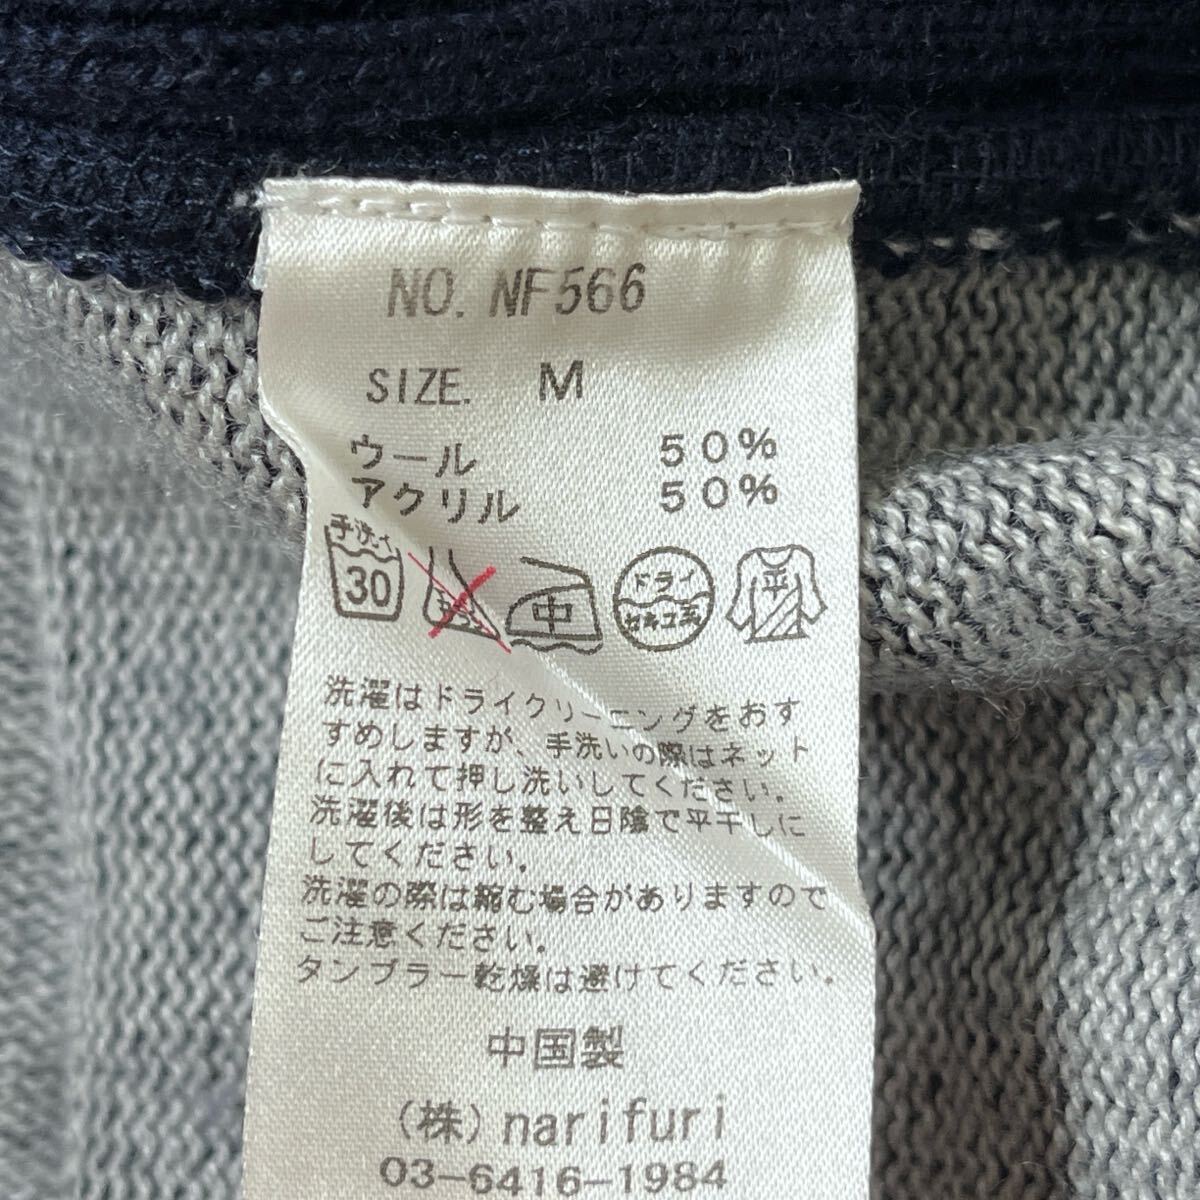 NO. NF566
SIZE. M
ウール 50%
アクリル 50%
手洗イ 30 中 ドライ セキユ系 平
洗濯はドライクリーニングをおす
すめしますが、手洗いの際はネット
に入れて押し洗いしてください。
洗濯後は形を整え日陰で平干しに
してください。
洗濯の際は縮む場合がありますので
ご注意ください。
タンブラー乾燥は避けてください。
中国製
(株) narifuri
03-6416-1984